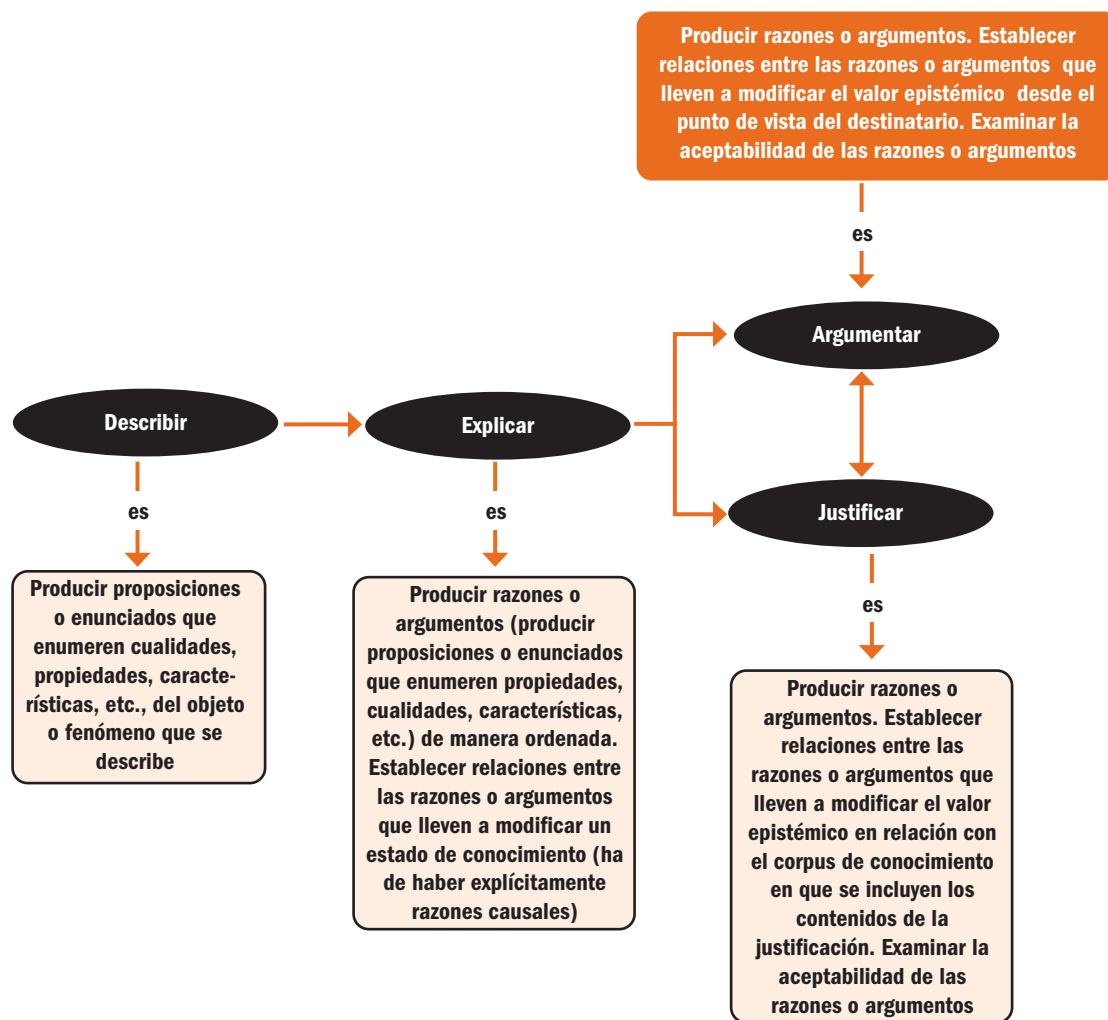 Producir razones o argumentos. Establecer
relaciones entre las razones o argumentos que
lleven a modificar el valor epistémico desde el
punto de vista del destinatario. Examinar la
aceptabilidad de las razones o argumentos
es
Argumentar
Describir
Explicar
Justificar
es
Producir proposiciones
o enunciados que
enumeren cualidades,
propiedades, caracte-
rísticas, etc., del objeto
o fenómeno que se
describe
es
Producir razones o
argumentos (producir
proposiciones o enunciados
que enumeren propiedades,
cualidades, características,
etc.) de manera ordenada.
Establecer relaciones entre
las razones o argumentos
que lleven a modificar un
estado de conocimiento (ha
de haber explícitamente
razones causales)
es
Producir razones o
argumentos. Establecer
relaciones entre las
razones o argumentos que
lleven a modificar el valor
epistémico en relación con
el corpus de conocimiento
en que se incluyen los
contenidos de la
justificación. Examinar la
aceptabilidad de las
razones o argumentos